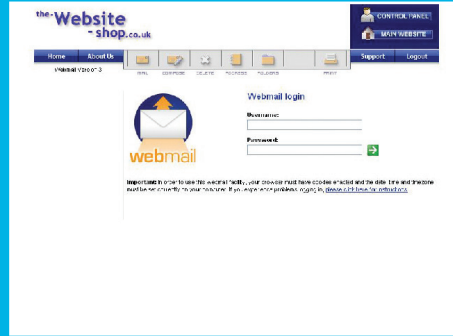 the-Website
-shop.co.uk
CONTROL PANEL
MAIN WEBSITE
Home About Us Support Logout
Webmail Version 3
MAIL COMPOSE DELETE ADDRESS FOLDERS PRINT
Webmail login
Username:
Password:
webmail
Important: In order to use this webmail facility, your browser must have cookies enabled and the date, time and timezone
must be set correctly on your computer. If you experience problems logging in, please click here for instructions.